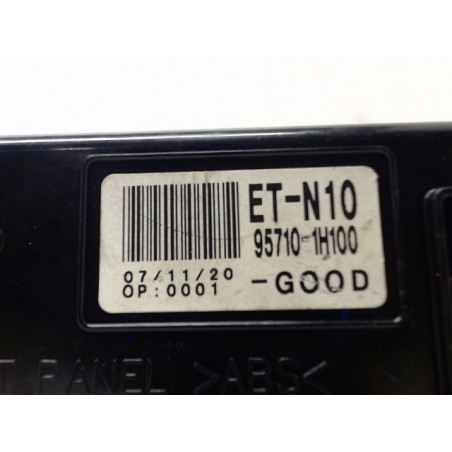 ET-N10
95710-1H100
07/11/20
OP:0001
-GOOD
PANEL >ABS<